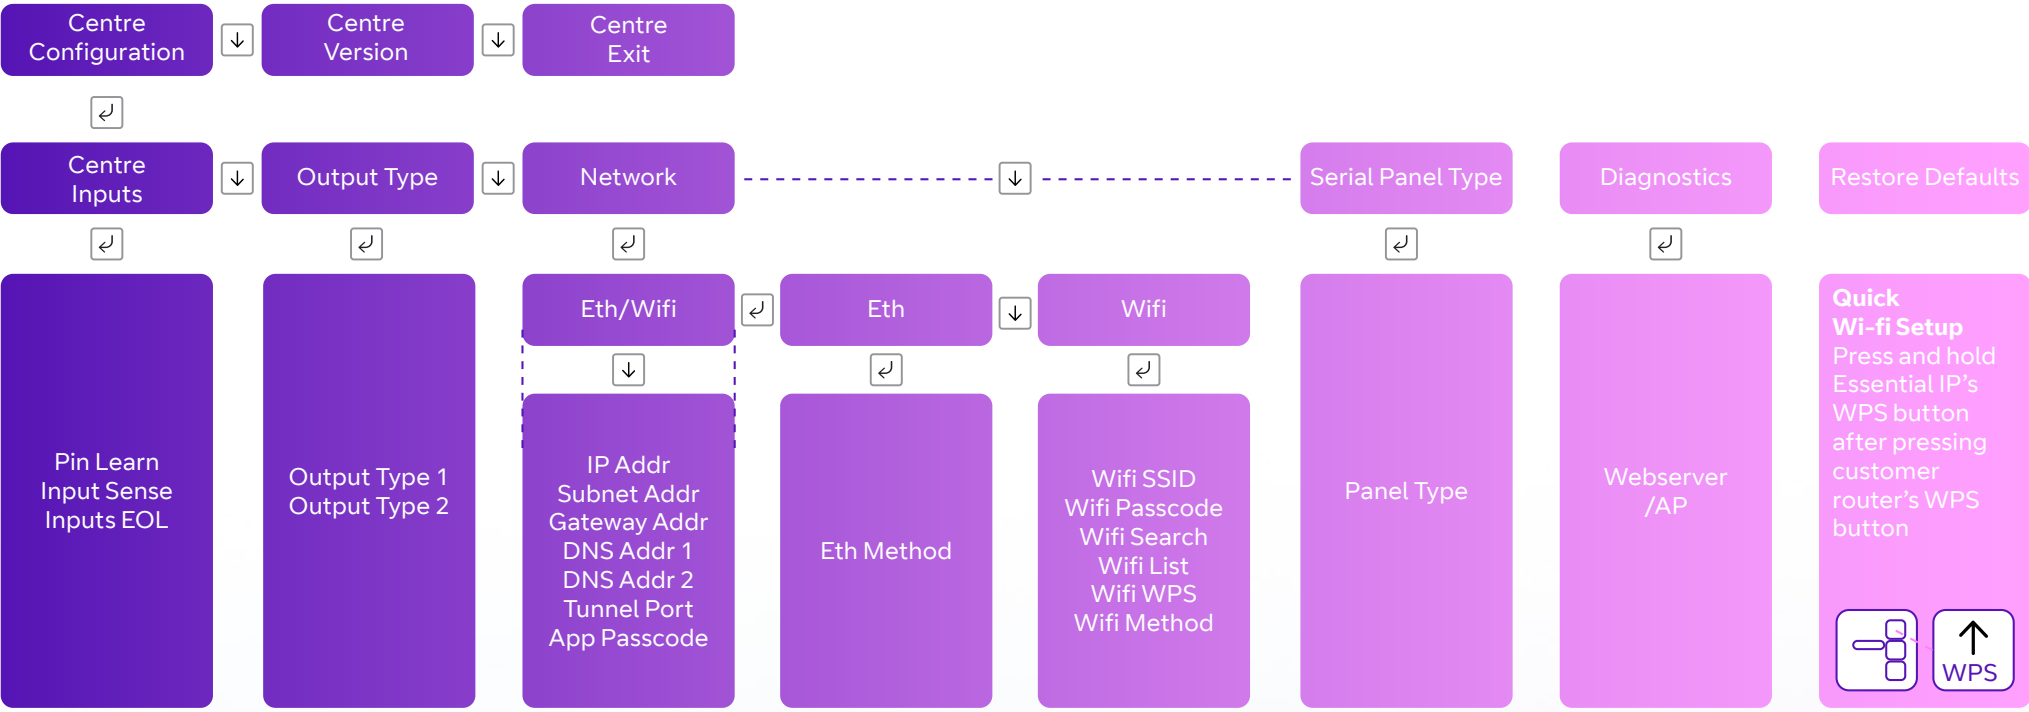 Centre
Configuration
Centre
Version
Centre
Exit
Centre
Inputs
Output Type
Network
Serial Panel Type
Diagnostics
Restore Defaults
Pin Learn
Input Sense
Inputs EOL
Output Type 1
Output Type 2
Eth/Wifi
IP Addr
Subnet Addr
Gateway Addr
DNS Addr 1
DNS Addr 2
Tunnel Port
App Passcode
Eth
Eth Method
Wifi
Wifi SSID
Wifi Passcode
Wifi Search
Wifi List
Wifi WPS
Wifi Method
Panel Type
Webserver
/AP
Quick
Wi-fi Setup
Press and hold
Essential IP’s
WPS button
after pressing
customer
router’s WPS
button
WPS